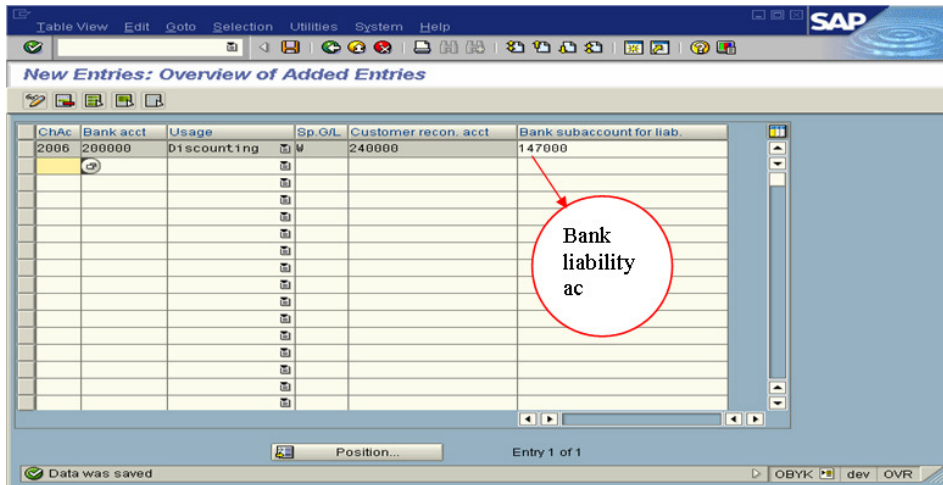 Table View Edit Goto Selection Utilities System Help
SAP
New Entries: Overview of Added Entries
ChAc Bank acct Usage Sp.G/L Customer recon. acct Bank subaccount for liab.
2006 200000 Discounting W 240000 147000
Bank
liability
ac
Position... Entry 1 of 1
Data was saved OBYK dev OVR